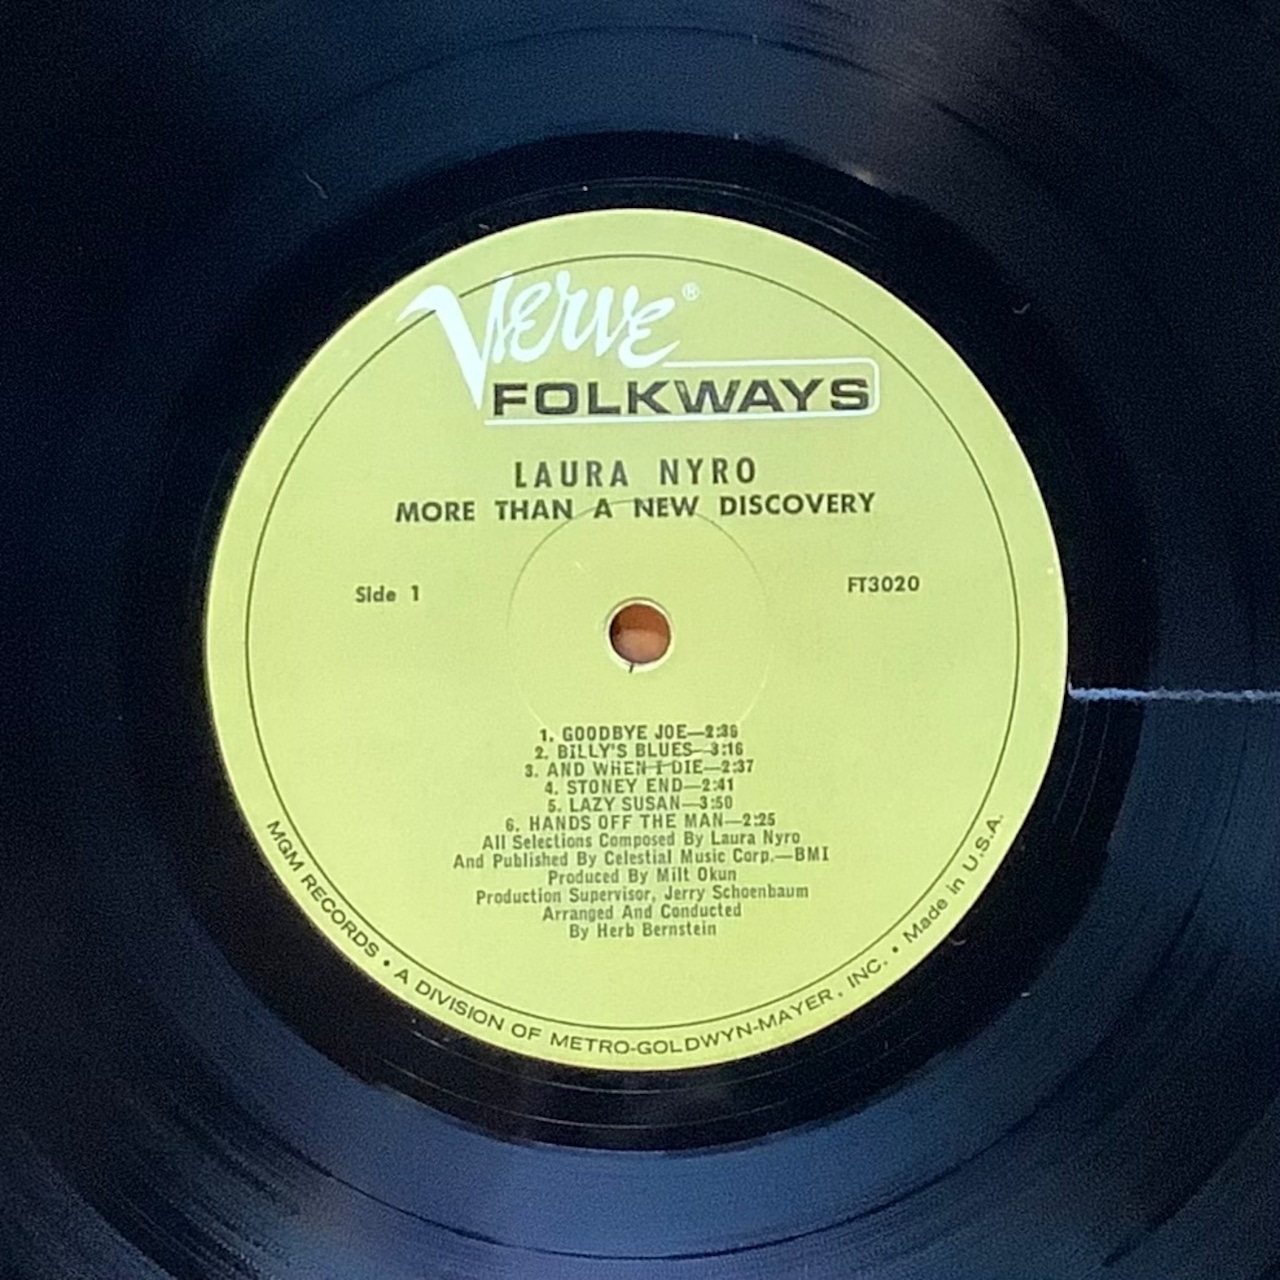 Verve®
FOLKWAYS
LAURA NYRO
MORE THAN A NEW DISCOVERY
Side 1
FT3020
1. GOODBYE JOE—2:36
2. BILLY'S BLUES—3:16
3. AND WHEN I DIE—2:37
4. STONEY END—2:41
5. LAZY SUSAN—3:50
6. HANDS OFF THE MAN—2:25
All Selections Composed By Laura Nyro
And Published By Celestial Music Corp.—BMI
Produced By Milt Okun
Production Supervisor, Jerry Schoenbaum
Arranged And Conducted
By Herb Bernstein
MGM RECORDS • A DIVISION OF METRO-GOLDWYN-MAYER, INC. • Made in U.S.A.